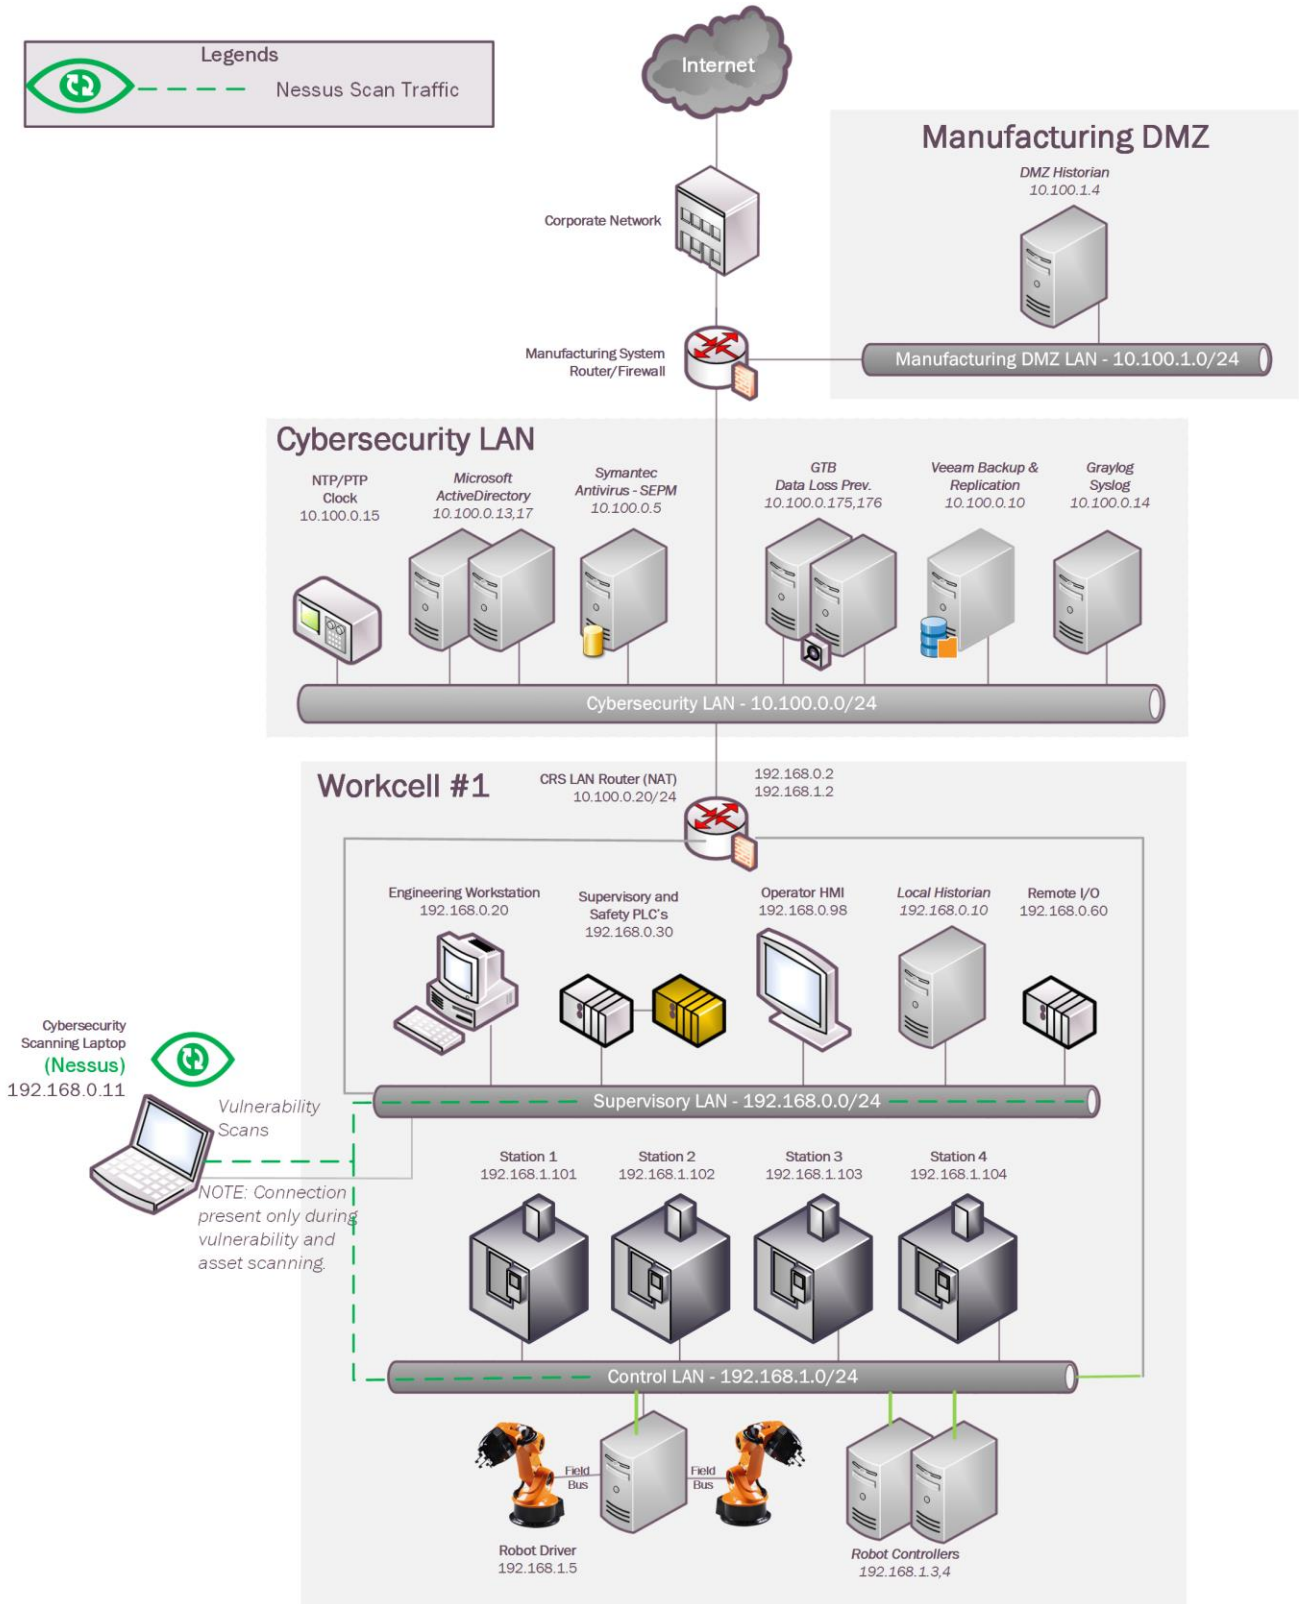 Legends
Nessus Scan Traffic
Internet
Manufacturing DMZ
DMZ Historian
10.100.1.4
Corporate Network
Manufacturing System
Router/Firewall
Manufacturing DMZ LAN - 10.100.1.0/24
Cybersecurity LAN
NTP/PTP
Clock
10.100.0.15
Microsoft
ActiveDirectory
10.100.0.13,17
Symantec
Antivirus - SEPM
10.100.0.5
GTB
Data Loss Prev.
10.100.0.175,176
Veeam Backup &
Replication
10.100.0.10
Graylog
Syslog
10.100.0.14
Cybersecurity LAN - 10.100.0.0/24
Workcell #1
CRS LAN Router (NAT)
10.100.0.20/24
192.168.0.2
192.168.1.2
Engineering Workstation
192.168.0.20
Supervisory and
Safety PLC's
192.168.0.30
Operator HMI
192.168.0.98
Local Historian
192.168.0.10
Remote I/O
192.168.0.60
Cybersecurity
Scanning Laptop
(Nessus)
192.168.0.11
Vulnerability
Scans
NOTE: Connection
present only during
vulnerability and
asset scanning.
Supervisory LAN - 192.168.0.0/24
Station 1
192.168.1.101
Station 2
192.168.1.102
Station 3
192.168.1.103
Station 4
192.168.1.104
Control LAN - 192.168.1.0/24
Field
Bus
Field
Bus
Robot Driver
192.168.1.5
Robot Controllers
192.168.1.3,4